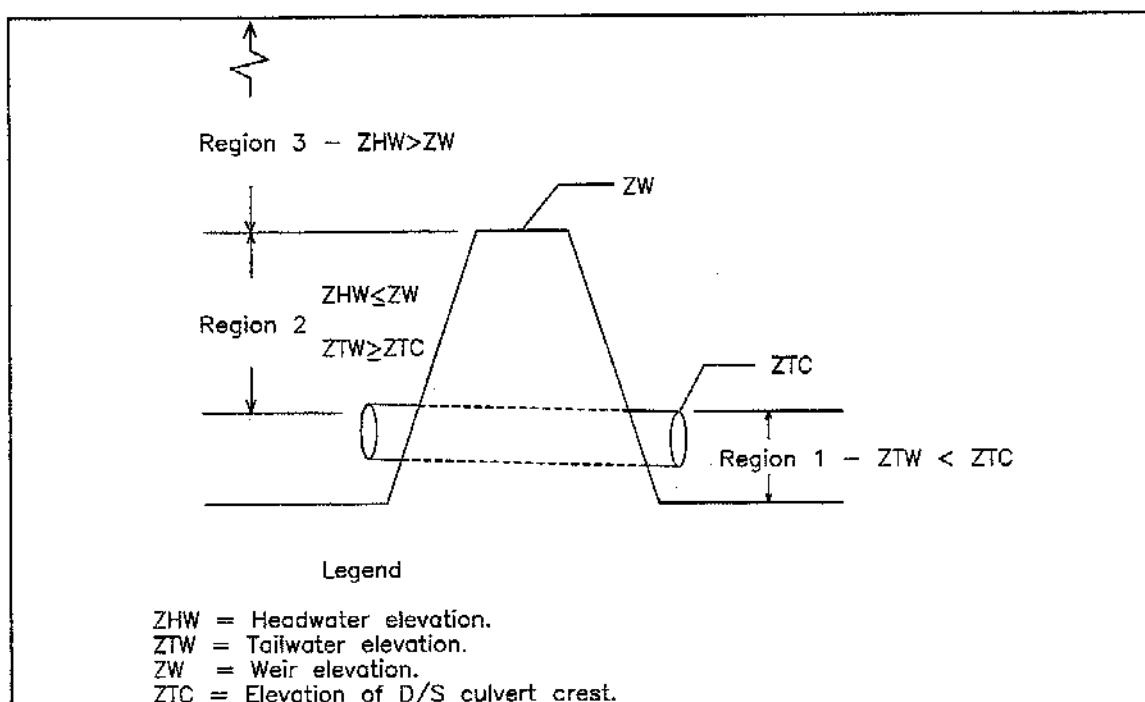 Region 3 – ZHW>ZW
ZW
ZHW≤ZW
Region 2
ZTW≥ZTC
ZTC
Region 1 – ZTW < ZTC
Legend
ZHW = Headwater elevation.
ZTW = Tailwater elevation.
ZW = Weir elevation.
ZTC = Elevation of D/S culvert crest.